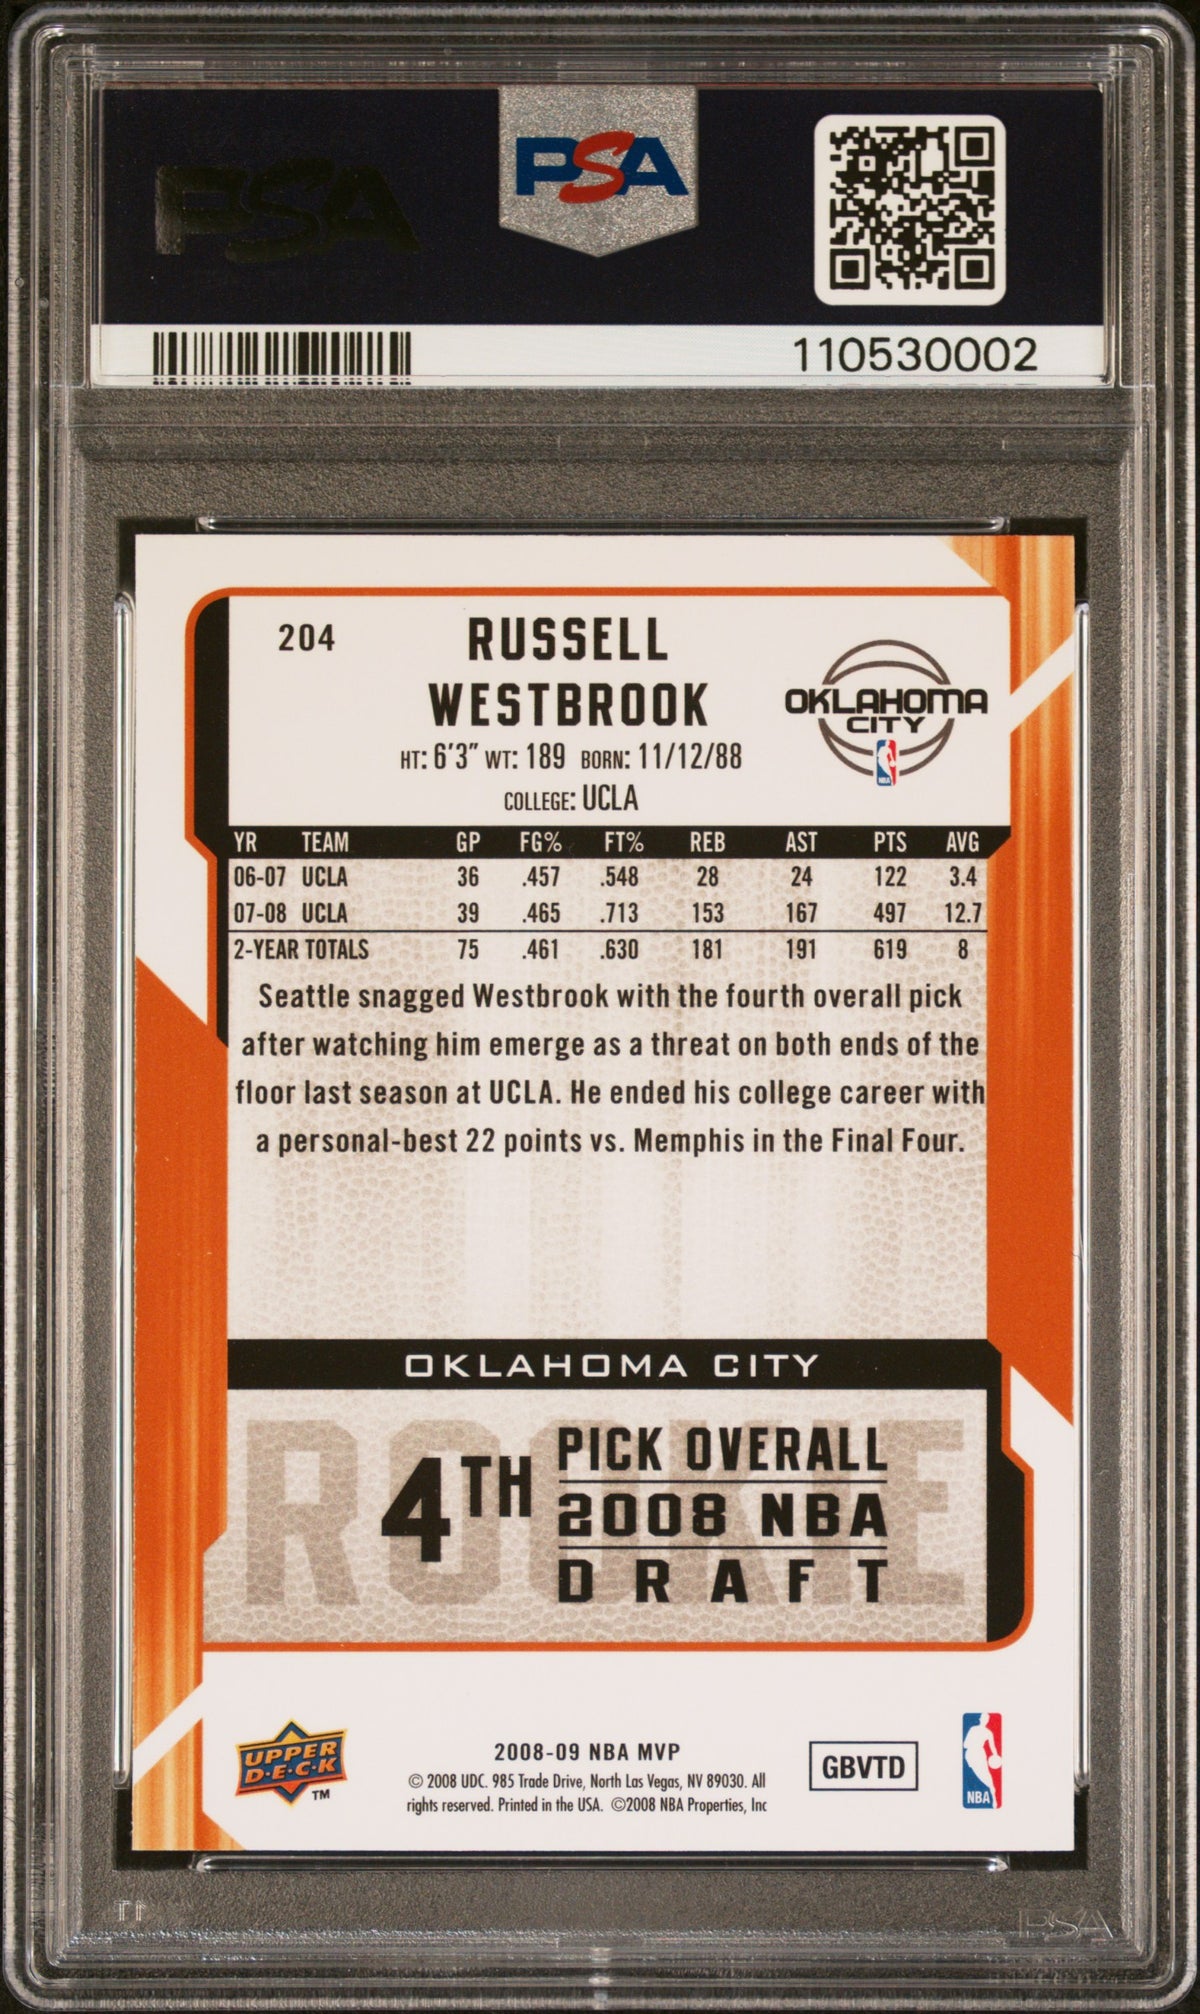 PSA
PSA
110530002
204
RUSSELL
WESTBROOK
HT: 6'3" WT: 189 BORN: 11/12/88
COLLEGE: UCLA
OKLAHOMA
CITY
NBA
YR TEAM GP FG% FT% REB AST PTS AVG
06-07 UCLA 36 .457 .548 28 24 122 3.4
07-08 UCLA 39 .465 .713 153 167 497 12.7
2-YEAR TOTALS 75 .461 .630 181 191 619 8
Seattle snagged Westbrook with the fourth overall pick
after watching him emerge as a threat on both ends of the
floor last season at UCLA. He ended his college career with
a personal-best 22 points vs. Memphis in the Final Four.
OKLAHOMA CITY
ROOKIE
4TH PICK OVERALL
2008 NBA
DRAFT
UPPER
D•E•C•K
TM
2008-09 NBA MVP
© 2008 UDC. 985 Trade Drive, North Las Vegas, NV 89030. All
rights reserved. Printed in the USA. ©2008 NBA Properties, Inc
GBVTD
NBA
PSA